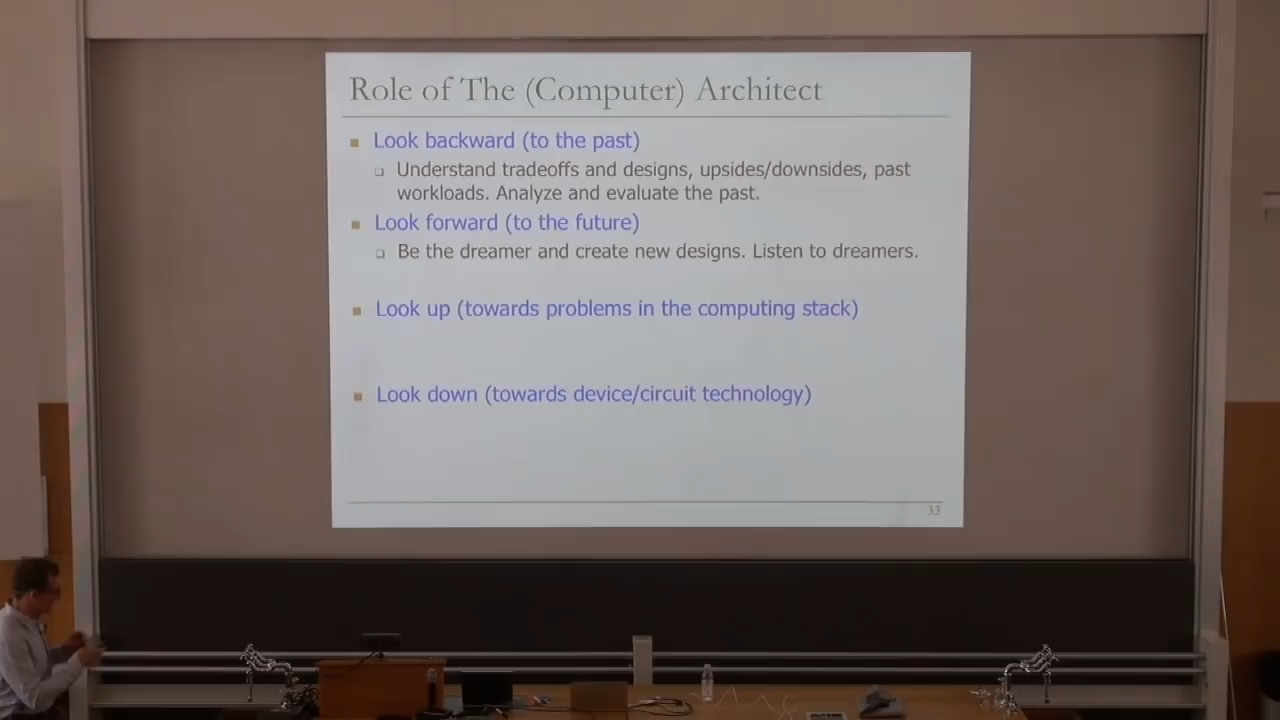 Role of The (Computer) Architect
Look backward (to the past)
Understand tradeoffs and designs, upsides/downsides, past
workloads. Analyze and evaluate the past.
Look forward (to the future)
Be the dreamer and create new designs. Listen to dreamers.
Look up (towards problems in the computing stack)
Look down (towards device/circuit technology)
33